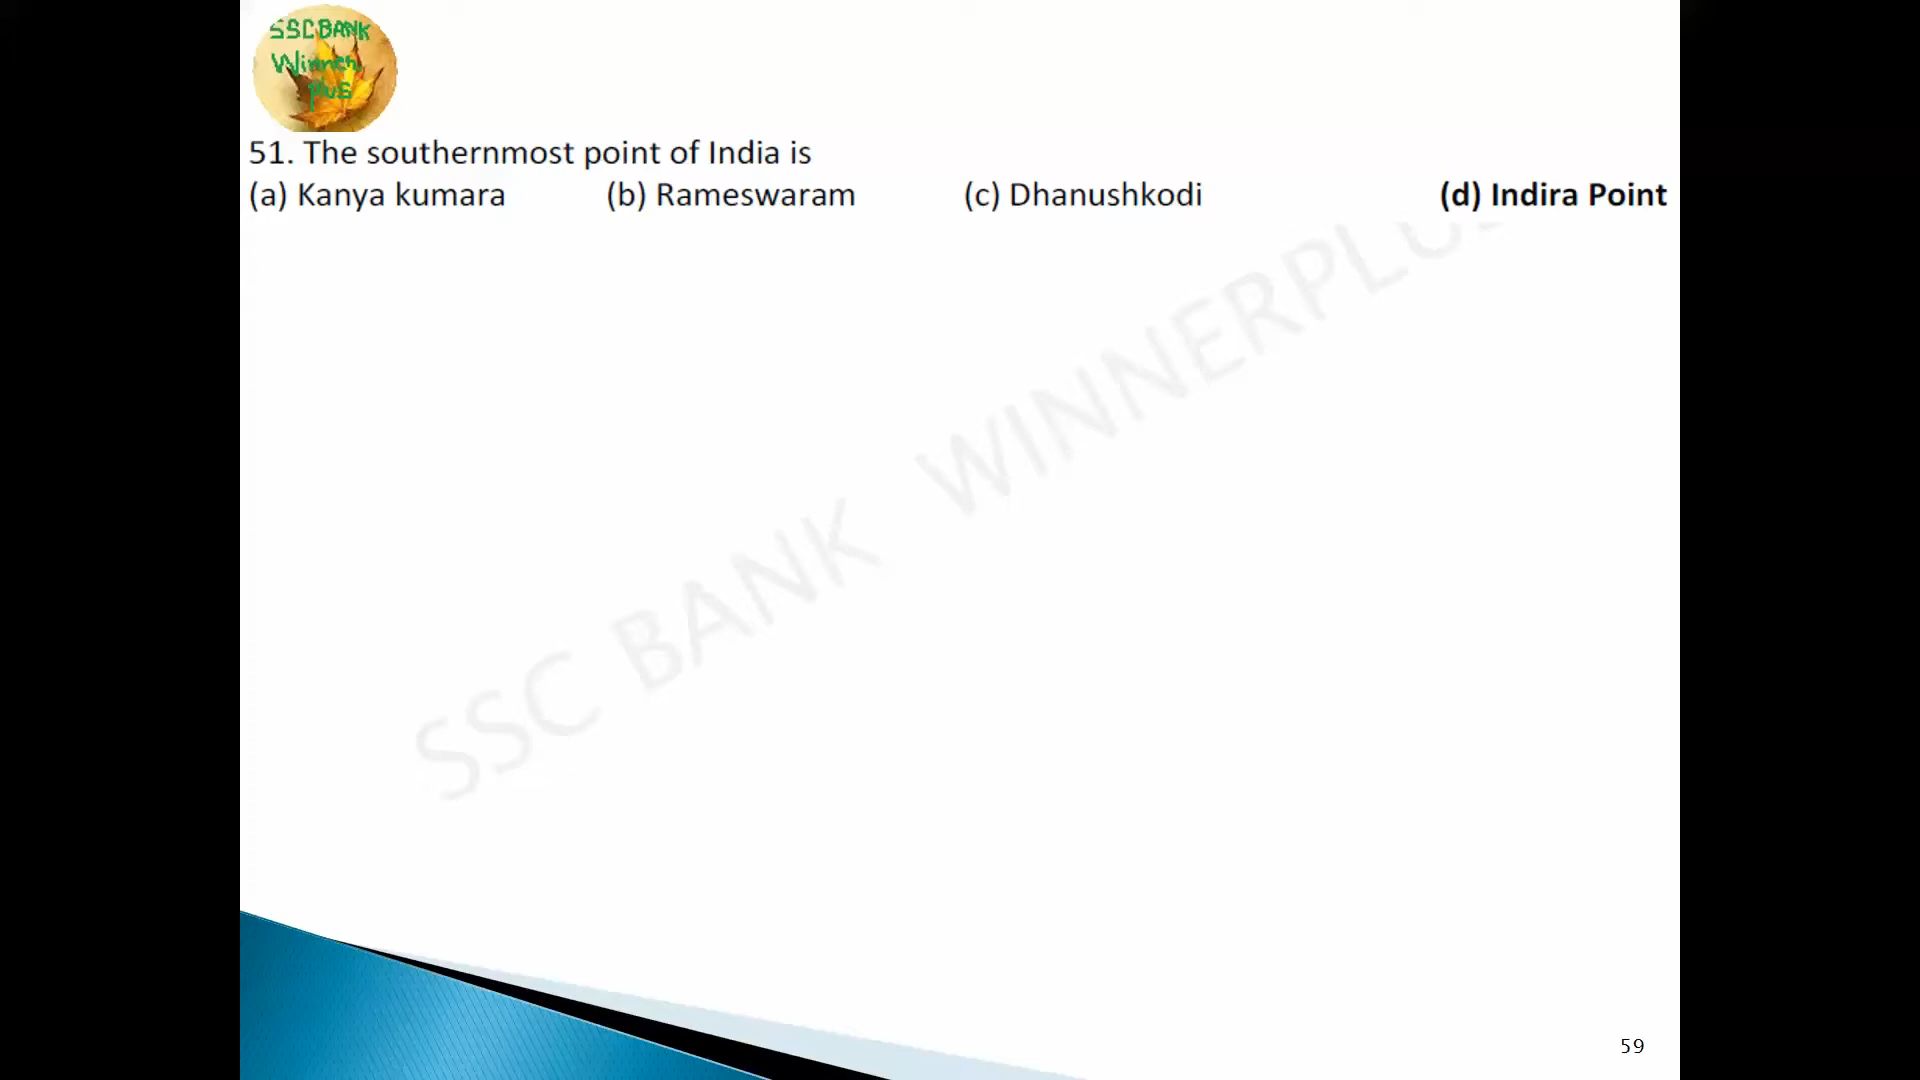 SSC BANK
Winner
plus
51. The southernmost point of India is
(a) Kanya kumara (b) Rameswaram (c) Dhanushkodi (d) Indira Point
SSC BANK WINNERPLUS
59